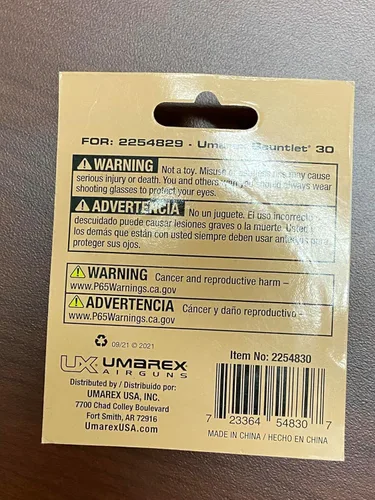 FOR: 2254829 - Umarex Gauntlet® 30
WARNING Not a toy. Misuse or careless use may cause
serious injury or death. You and others with you should always wear
shooting glasses to protect your eyes.
ADVERTENCIA No un juguete. El uso incorrecto o
descuidado puede causar lesiones graves o la muerte. Usted
los demás que están con usted siempre deben usar anteojos para
proteger sus ojos.
WARNING Cancer and reproductive harm –
www.P65Warnings.ca.gov
ADVERTENCIA Cáncer y daño reproductivo –
www.P65Warnings.ca.gov
09/21 © 2021
UX UMAREX
AIRGUNS
Distributed by / Distribuido por:
UMAREX USA, INC.
7700 Chad Colley Boulevard
Fort Smith, AR 72916
UmarexUSA.com
Item No: 2254830
7 23364 54830 7
MADE IN CHINA / HECHO EN CHINA